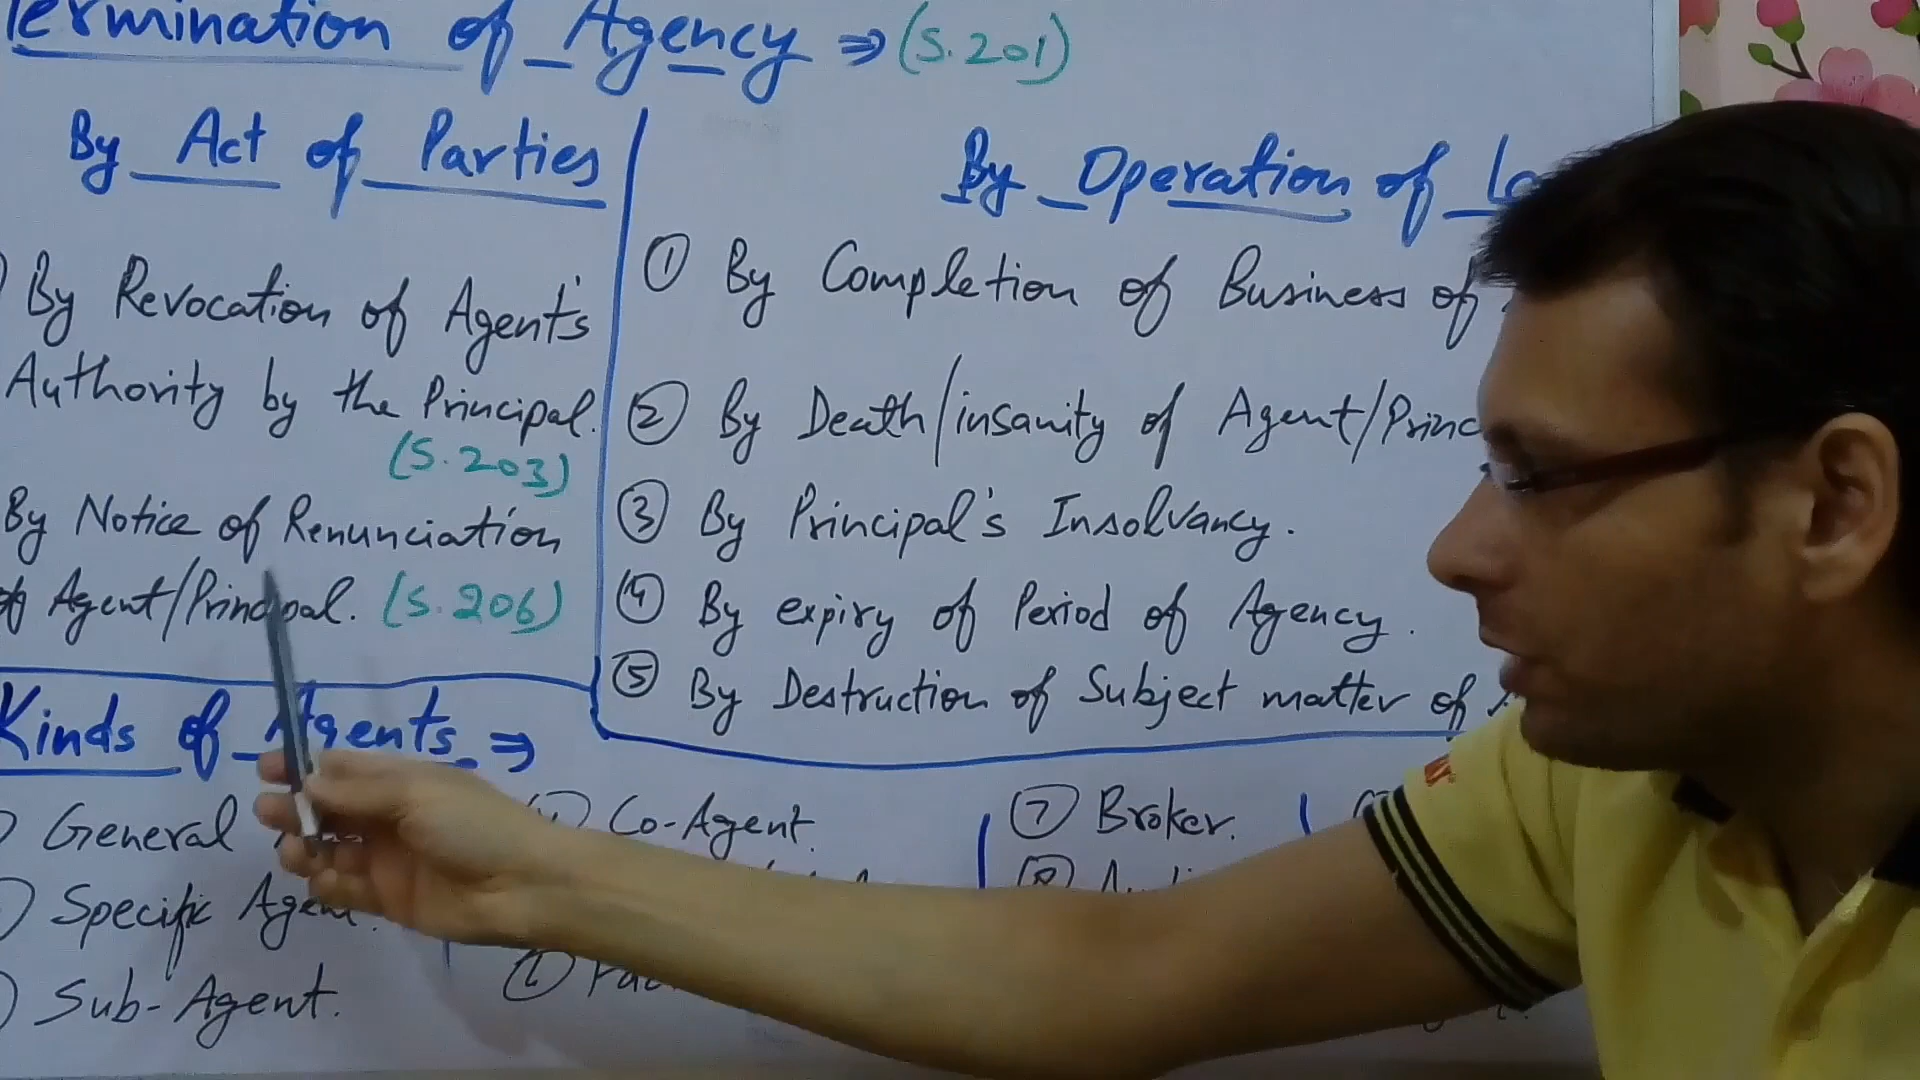 ermination of Agency ⇒ (S.201)
By Act of Parties
By Revocation of Agent's
Authority by the Principal.
(S.203)
By Notice of Renunciation
of Agent/Principal. (S.206)
By Operation of
① By Completion of Business of
② By Death/insanity of Agent/Princ
③ By Principal's Insolvancy.
④ By expiry of Period of Agency.
⑤ By Destruction of Subject matter of
Kinds of Agents ⇒
General
Specific Agent.
Sub-Agent.
Co-Agent.
⑦ Broker.
⑧